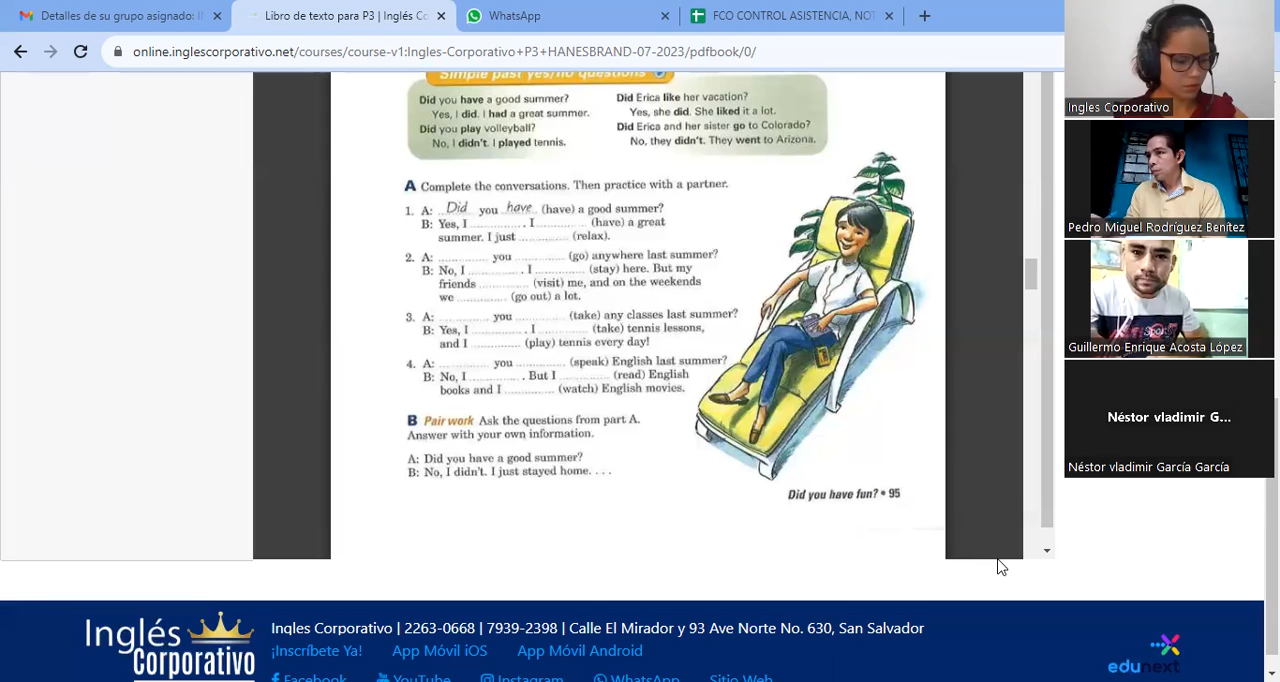 Detalles de su grupo asignado: I
Libro de texto para P3 | Inglés Co
WhatsApp
FCO CONTROL ASISTENCIA, NOT
online.inglescorporativo.net/courses/course-v1:Ingles-Corporativo+P3+HANESBRAND-07-2023/pdfbook/0/
Simple past yes/no questions
Did you have a good summer?
Yes, I did. I had a great summer.
Did you play volleyball?
No, I didn't. I played tennis.
Did Erica like her vacation?
Yes, she did. She liked it a lot.
Did Erica and her sister go to Colorado?
No, they didn't. They went to Arizona.
A Complete the conversations. Then practice with a partner.
1. A: Did you have (have) a good summer?
B: Yes, I ............ . I ............ (have) a great
summer. I just ............ (relax).
2. A: ............ you ............ (go) anywhere last summer?
B: No, I ............ . I ............ (stay) here. But my
friends ............ (visit) me, and on the weekends
we ............ (go out) a lot.
3. A: ............ you ............ (take) any classes last summer?
B: Yes, I ............ . I ............ (take) tennis lessons,
and I ............ (play) tennis every day!
4. A: ............ you ............ (speak) English last summer?
B: No, I ............ . But I ............ (read) English
books and I ............ (watch) English movies.
B Pair work Ask the questions from part A.
Answer with your own information.
A: Did you have a good summer?
B: No, I didn't. I just stayed home. . . .
Did you have fun? • 95
Ingles Corporativo
Pedro Miguel Rodríguez Benítez
Sport
Guillermo Enrique Acosta López
Néstor vladimir G...
Néstor vladimir García García
Inglés
Corporativo
Ingles Corporativo | 2263-0668 | 7939-2398 | Calle El Mirador y 93 Ave Norte No. 630, San Salvador
¡Inscríbete Ya! App Móvil iOS App Móvil Android
Facebook YouTube Instagram WhatsApp Sitio Web
edunext